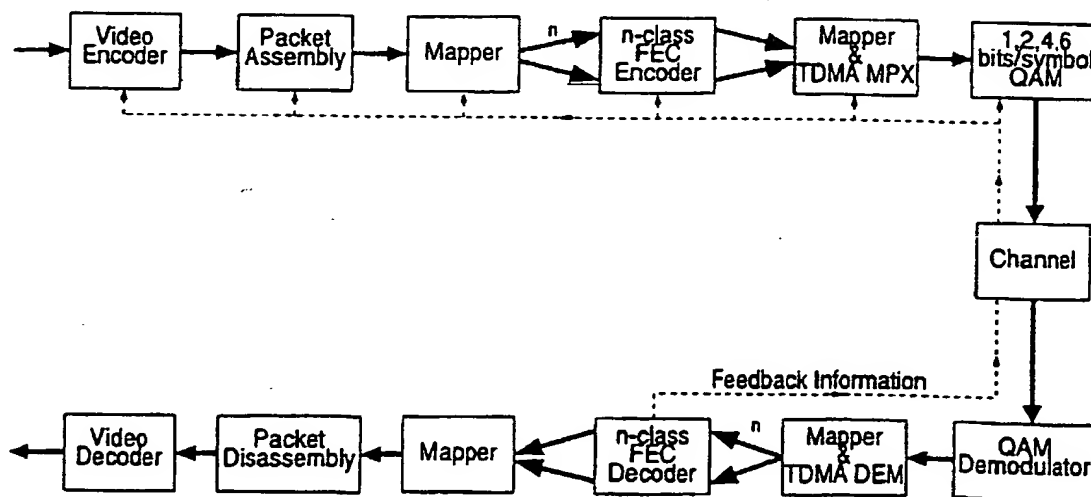 Video
Encoder
Packet
Assembly
Mapper
n
n-class
FEC
Encoder
Mapper
&
TDMA MPX
1,2,4,6
bits/symbol
QAM
Channel
Feedback Information
Video
Decoder
Packet
Disassembly
Mapper
n-class
FEC
Decoder
n
Mapper
&
TDMA DEM
QAM
Demodulator